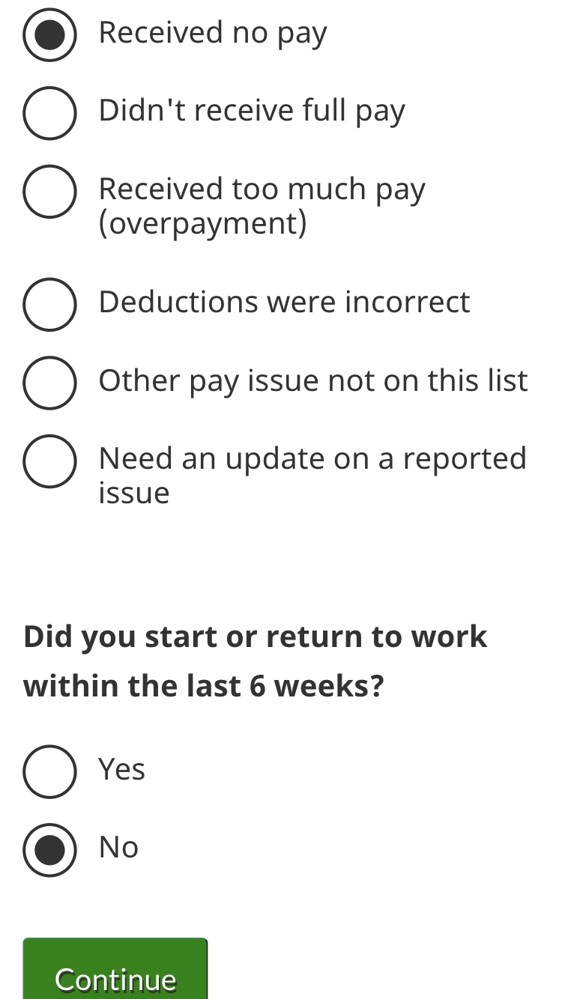 Received no pay
Didn't receive full pay
Received too much pay
(overpayment)
Deductions were incorrect
Other pay issue not on this list
Need an update on a reported
issue
Did you start or return to work
within the last 6 weeks?
Yes
No
Continue